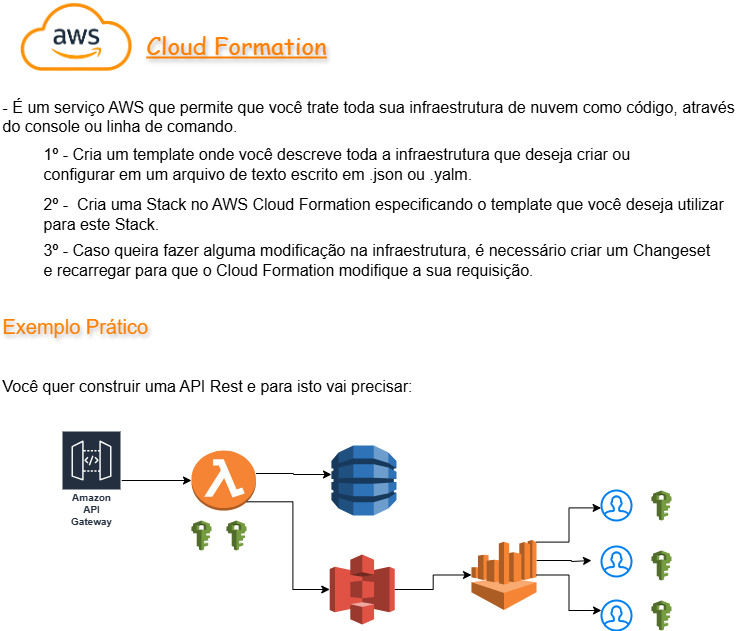 aws
Cloud Formation
- É um serviço AWS que permite que você trate toda sua infraestrutura de nuvem como código, através
do console ou linha de comando.
1º - Cria um template onde você descreve toda a infraestrutura que deseja criar ou
configurar em um arquivo de texto escrito em .json ou .yalm.
2º - Cria uma Stack no AWS Cloud Formation especificando o template que você deseja utilizar
para este Stack.
3º - Caso queira fazer alguma modificação na infraestrutura, é necessário criar um Changeset
e recarregar para que o Cloud Formation modifique a sua requisição.
Exemplo Prático
Você quer construir uma API Rest e para isto vai precisar:
Amazon
API
Gateway